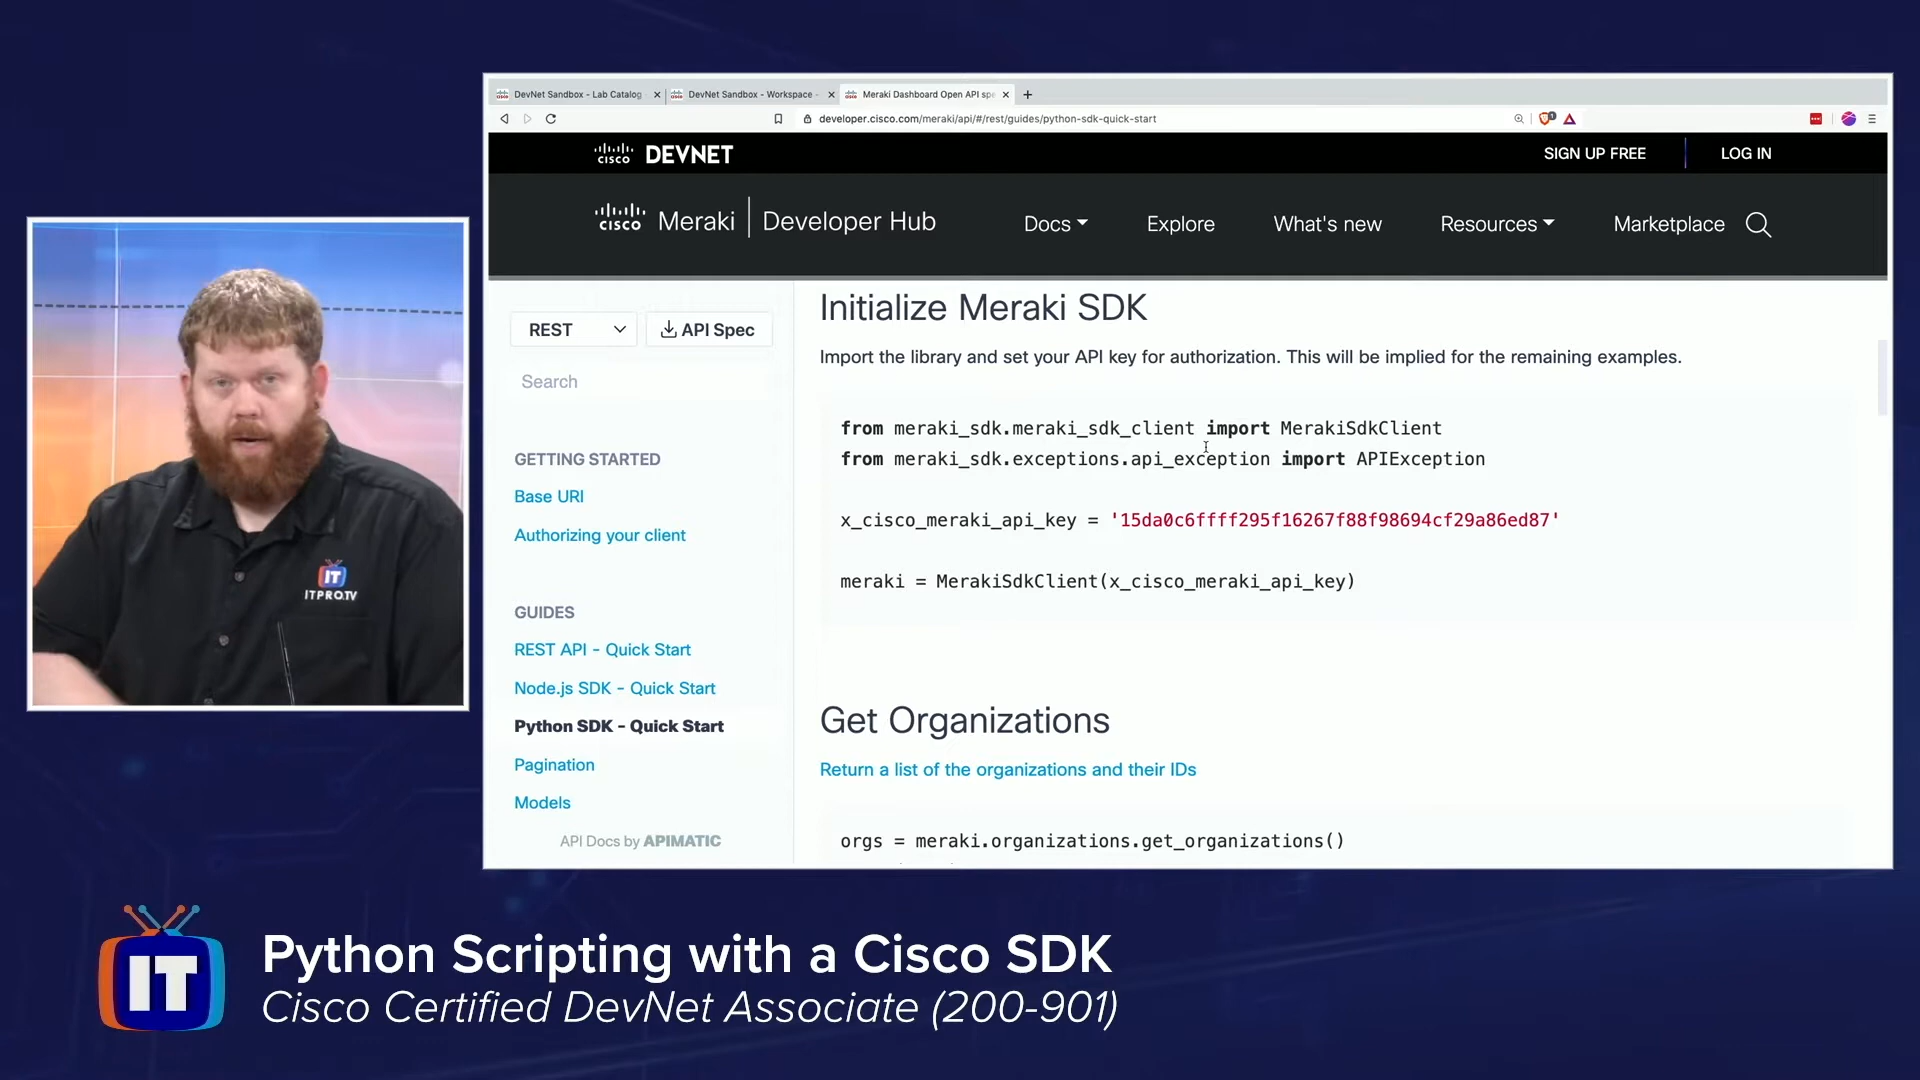 DevNet Sandbox - Lab Catalog
DevNet Sandbox - Workspace -
Meraki Dashboard Open API spe
developer.cisco.com/meraki/api/#/rest/guides/python-sdk-quick-start
cisco DEVNET
SIGN UP FREE
LOG IN
cisco Meraki Developer Hub
Docs
Explore
What's new
Resources
Marketplace
REST
API Spec
Search
GETTING STARTED
Base URI
Authorizing your client
GUIDES
REST API - Quick Start
Node.js SDK - Quick Start
Python SDK - Quick Start
Pagination
Models
API Docs by APIMATIC
Initialize Meraki SDK
Import the library and set your API key for authorization. This will be implied for the remaining examples.
from meraki_sdk.meraki_sdk_client import MerakiSdkClient
from meraki_sdk.exceptions.api_exception import APIException
x_cisco_meraki_api_key = '15da0c6ffff295f16267f88f98694cf29a86ed87'
meraki = MerakiSdkClient(x_cisco_meraki_api_key)
Get Organizations
Return a list of the organizations and their IDs
orgs = meraki.organizations.get_organizations()
IT
ITPRO.TV
IT
Python Scripting with a Cisco SDK
Cisco Certified DevNet Associate (200-901)